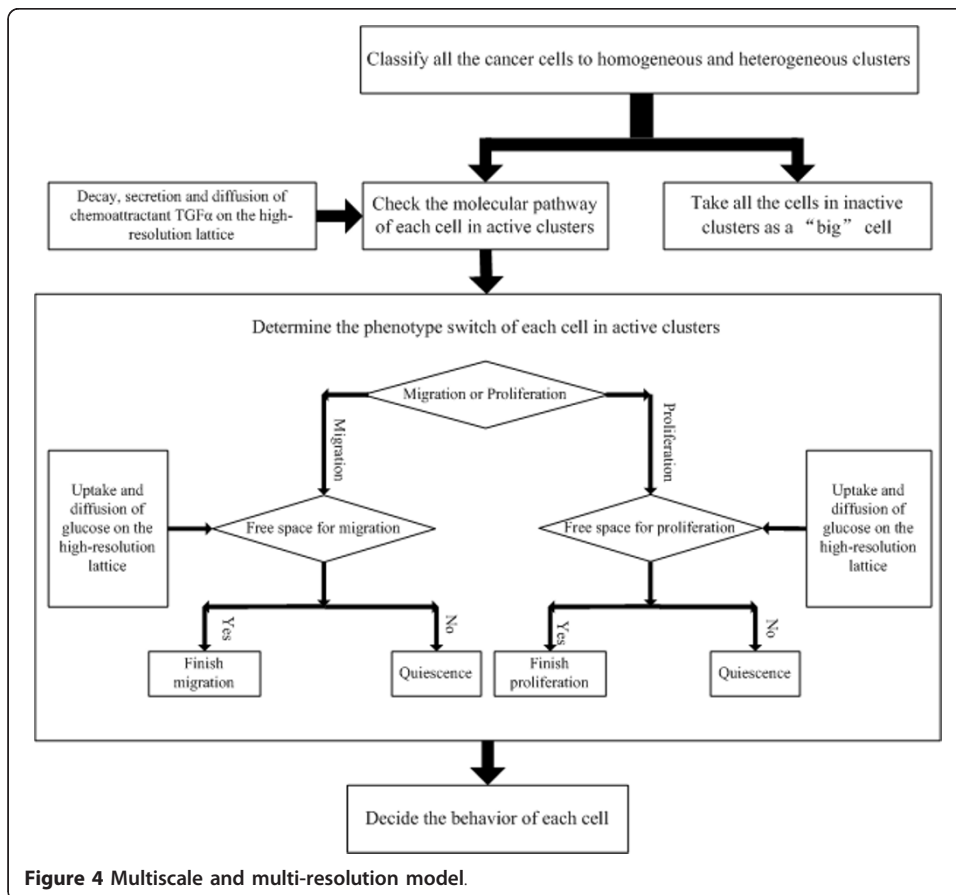 Classify all the cancer cells to homogeneous and heterogeneous clusters
Decay, secretion and diffusion of
chemoattractant TGFα on the high-
resolution lattice
Check the molecular pathway
of each cell in active clusters
Take all the cells in inactive
clusters as a “big” cell
Determine the phenotype switch of each cell in active clusters
Migration or Proliferation
Migration
Proliferation
Uptake and
diffusion of
glucose on the
high-resolution
lattice
Free space for migration
Free space for proliferation
Uptake and
diffusion of
glucose on the
high-resolution
lattice
Yes
No
Yes
No
Finish
migration
Quiescence
Finish
proliferation
Quiescence
Decide the behavior of each cell
Figure 4 Multiscale and multi-resolution model.